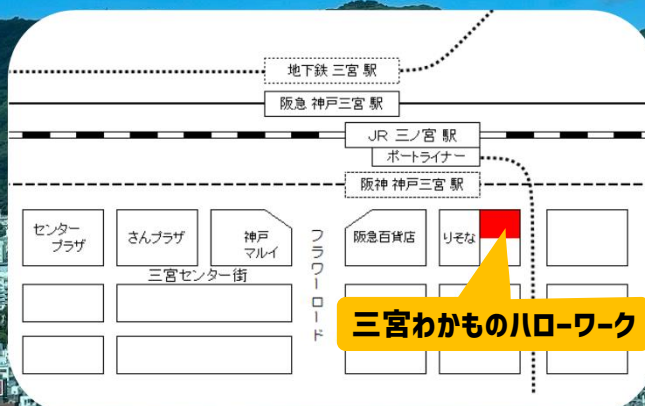 地下鉄 三宮 駅
阪急 神戸三宮 駅
JR 三ノ宮 駅
ポートライナー
阪神 神戸三宮 駅
センター
プラザ
さんプラザ
神戸
マルイ
フラワーロード
阪急百貨店
りそな
三宮センター街
三宮わかものハローワーク